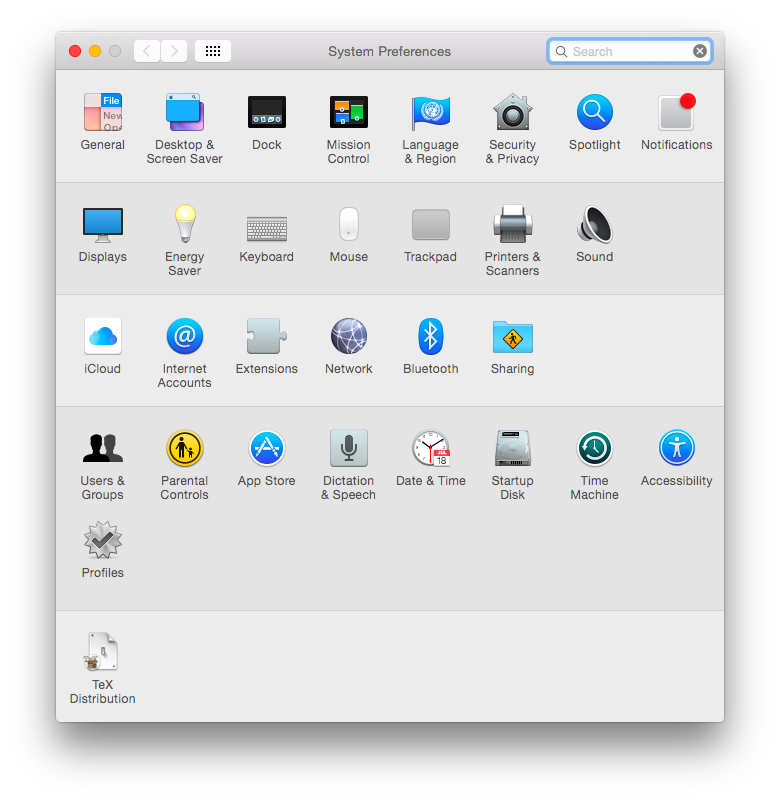 System Preferences
Search
File
New
Ope
General
Desktop &
Screen Saver
Dock
Mission
Control
Language
& Region
Security
& Privacy
Spotlight
Notifications
Displays
Energy
Saver
Keyboard
Mouse
Trackpad
Printers &
Scanners
Sound
@
iCloud
Internet
Accounts
Extensions
Network
Bluetooth
Sharing
JUL
18
Users &
Groups
Parental
Controls
App Store
Dictation
& Speech
Date & Time
Startup
Disk
Time
Machine
Accessibility
Profiles
TeX
Distribution